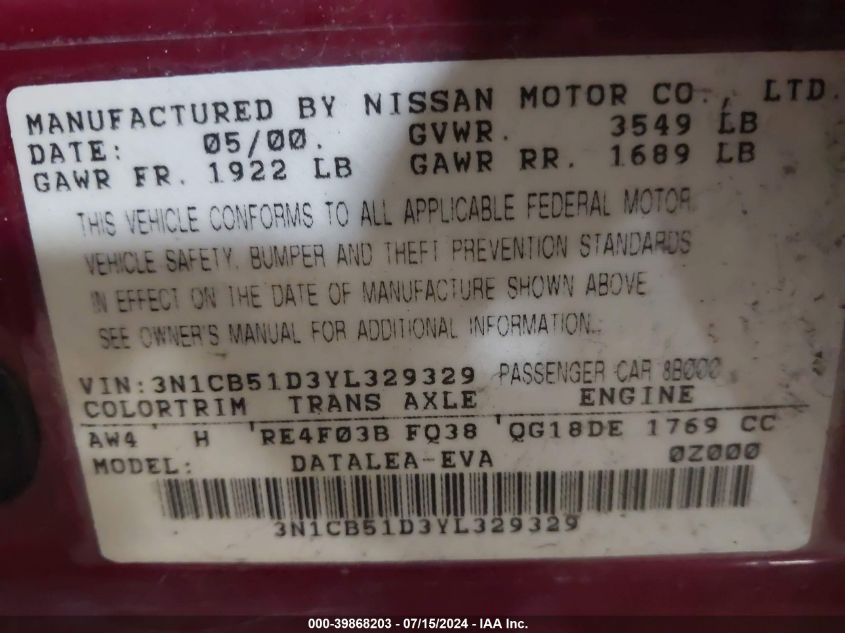 MANUFACTURED BY NISSAN MOTOR CO., LTD.
DATE: 05/00. GVWR. 3549 LB
GAWR FR. 1922 LB GAWR RR. 1689 LB
THIS VEHICLE CONFORMS TO ALL APPLICABLE FEDERAL MOTOR
VEHICLE SAFETY, BUMPER AND THEFT PREVENTION STANDARDS
IN EFFECT ON THE DATE OF MANUFACTURE SHOWN ABOVE
SEE OWNER'S MANUAL FOR ADDITIONAL INFORMATION.
VIN:3N1CB51D3YL329329 PASSENGER CAR 8B000
COLORTRIM TRANS AXLE ENGINE
AW4 H 'RE4F03B FQ38 'QG18DE 1769 CC
MODEL: DATALEA-EVA 0Z000
3N1CB51D3YL329329
000-39868203 - 07/15/2024 - IAA Inc.